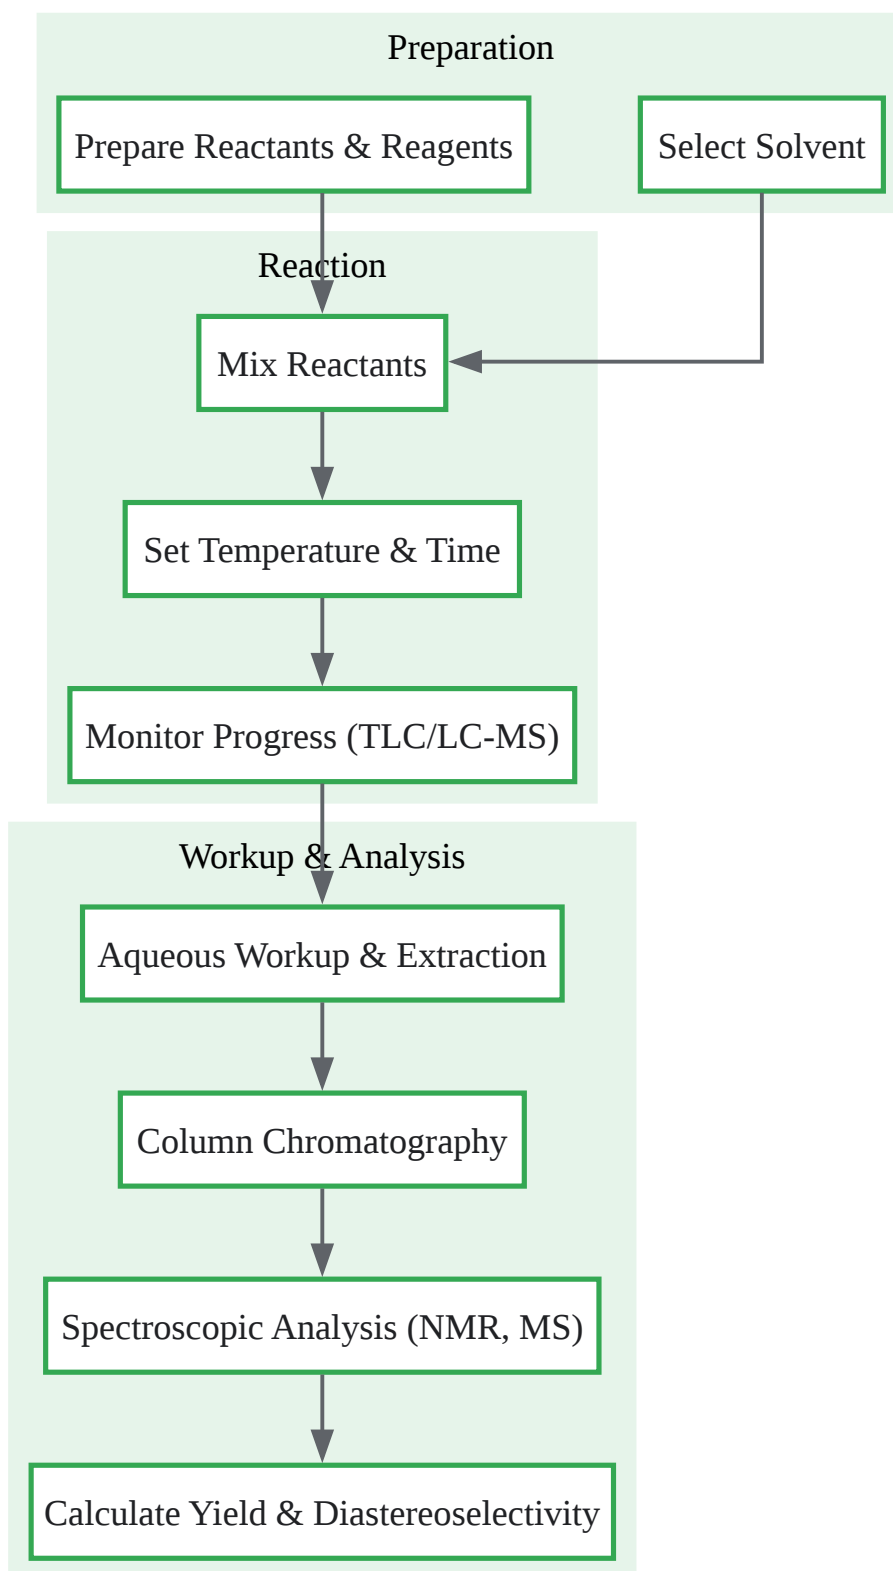 Preparation
Prepare Reactants & Reagents
Select Solvent
Reaction
Mix Reactants
Set Temperature & Time
Monitor Progress (TLC/LC-MS)
Workup & Analysis
Aqueous Workup & Extraction
Column Chromatography
Spectroscopic Analysis (NMR, MS)
Calculate Yield & Diastereoselectivity